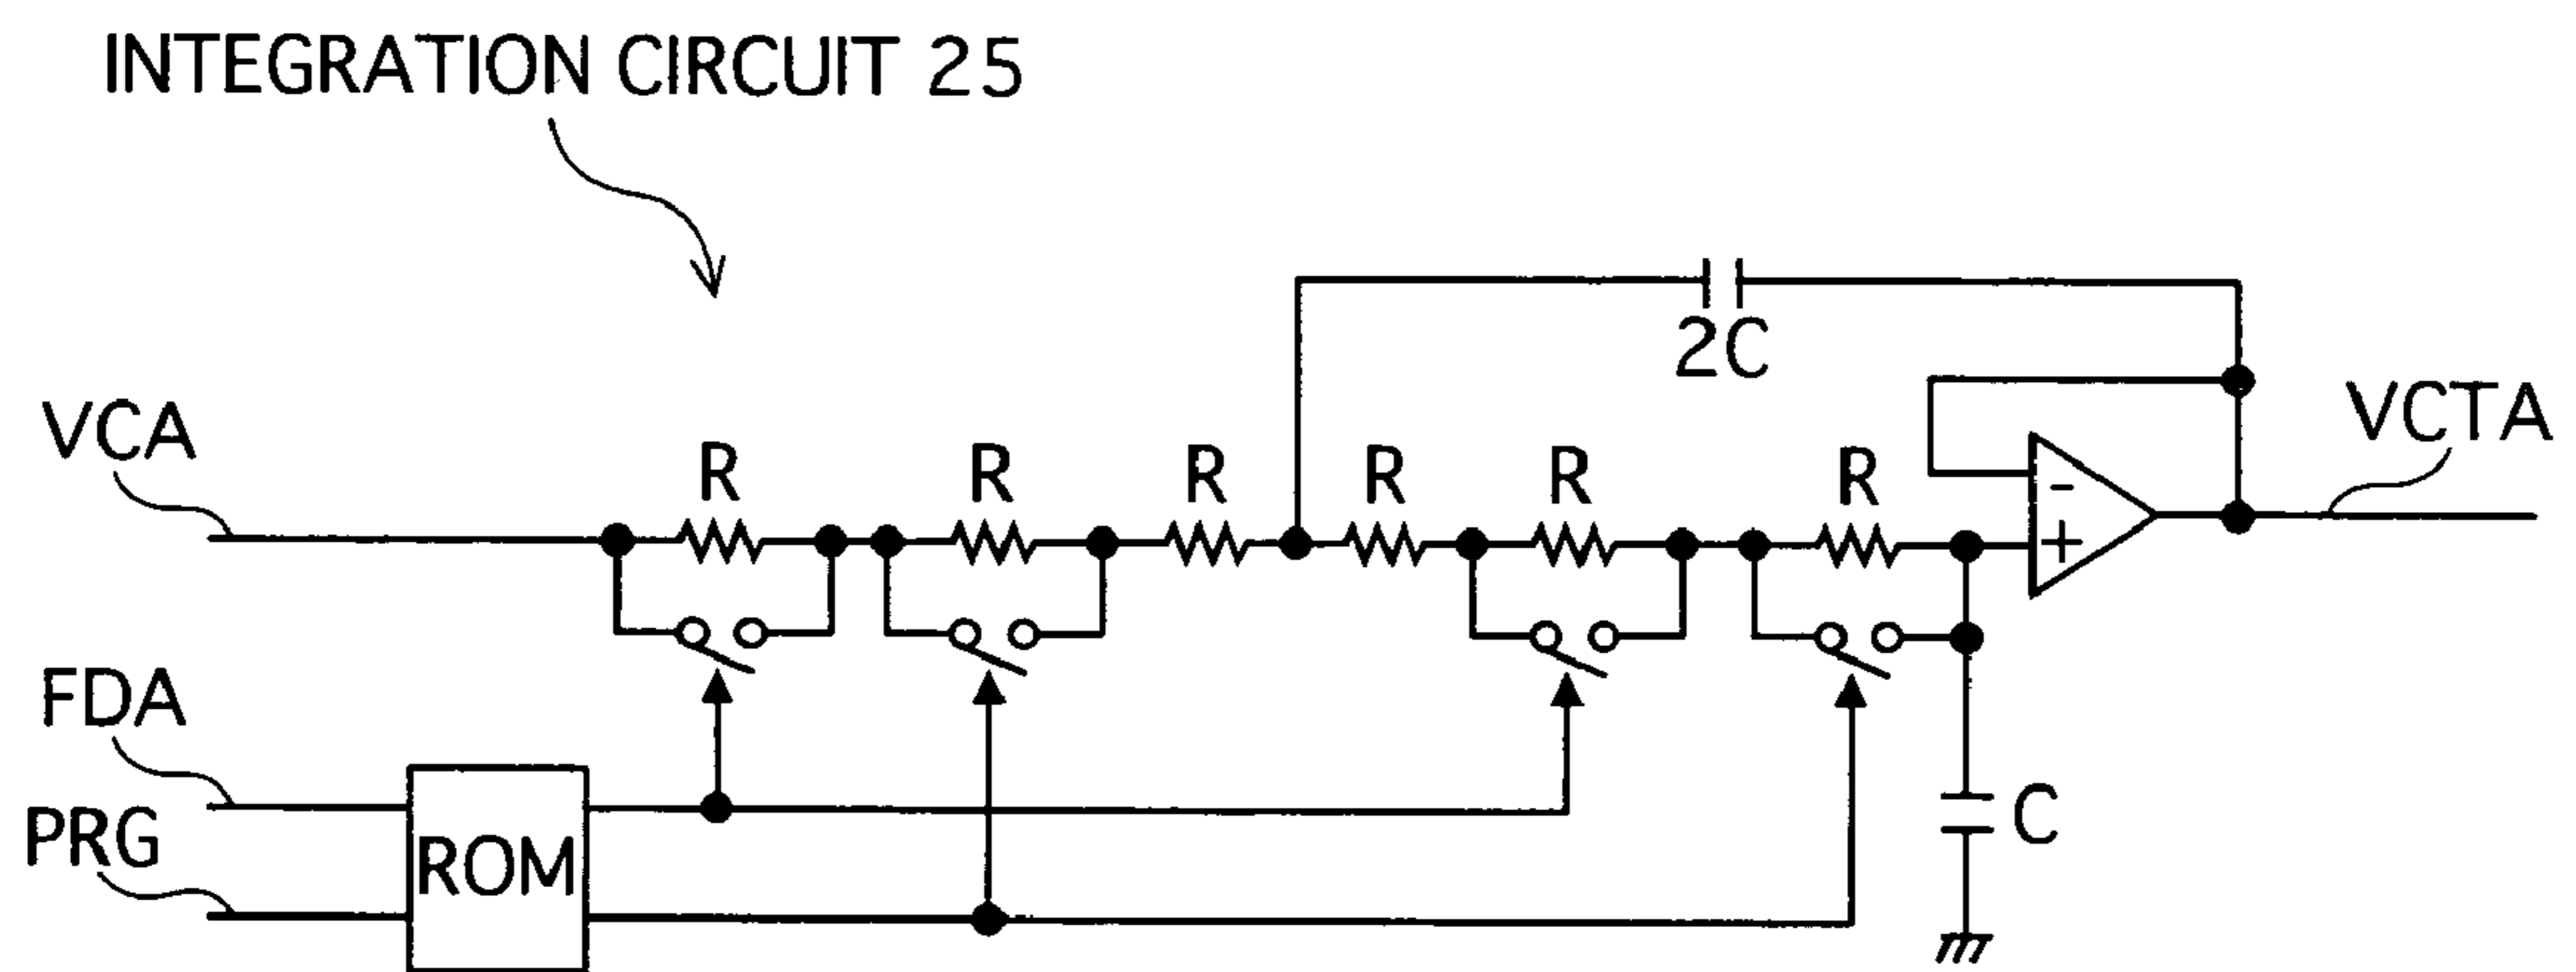 INTEGRATION CIRCUIT 25
2C
VCA
VCTA
R R R R R R
-
+
FDA
PRG
ROM
C